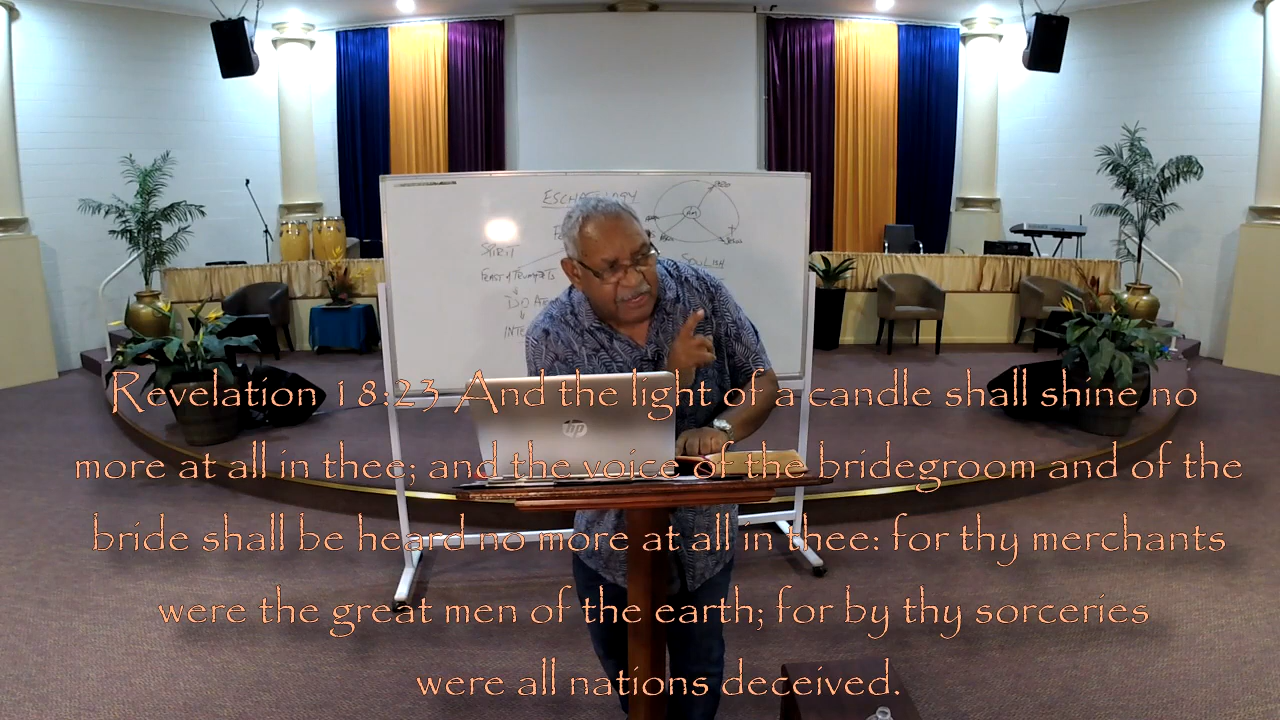 ESCHATOLOGY
SPIRIT
SOULISH
FEAST of TRUMPETS
hp
Revelation 18:23 And the light of a candle shall shine no
more at all in thee; and the voice of the bridegroom and of the
bride shall be heard no more at all in thee: for thy merchants
were the great men of the earth; for by thy sorceries
were all nations deceived.